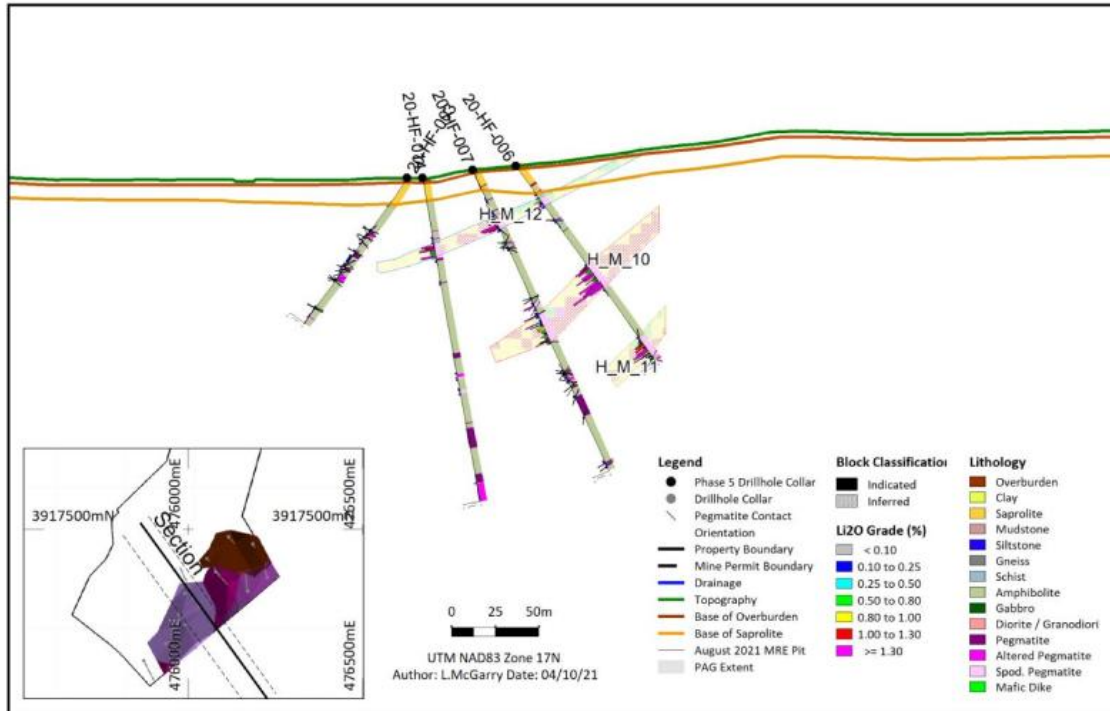 20-HF-007
20-HF-006
H_M_12
H_M_10
H_M_11
476000mE
476500mE
3917500mN
3917500mN
Section
476000mE
476500mE
0 25 50m
UTM NAD83 Zone 17N
Author: L.McGarry Date: 04/10/21
Legend
Phase 5 Drillhole Collar
Drillhole Collar
Pegmatite Contact
Orientation
Property Boundary
Mine Permit Boundary
Drainage
Topography
Base of Overburden
Base of Saprolite
August 2021 MRE Pit
PAG Extent
Block Classification
Indicated
Inferred
Li2O Grade (%)
< 0.10
0.10 to 0.25
0.25 to 0.50
0.50 to 0.80
0.80 to 1.00
1.00 to 1.30
>= 1.30
Lithology
Overburden
Clay
Saprolite
Mudstone
Siltstone
Gneiss
Schist
Amphibolite
Gabbro
Diorite / Granodiori
Pegmatite
Altered Pegmatite
Spod. Pegmatite
Mafic Dike